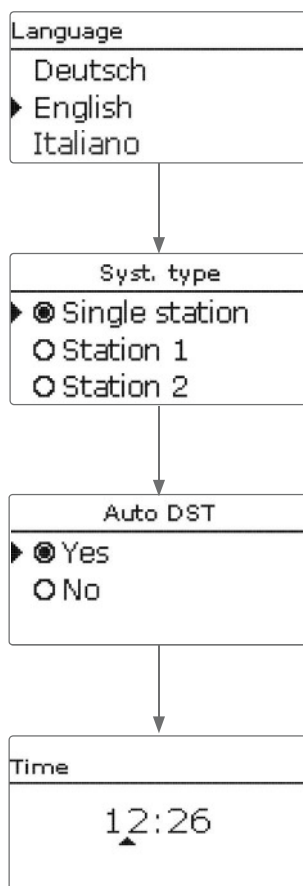 Language
Deutsch
English
Italiano
Syst. type
Single station
Station 1
Station 2
Auto DST
Yes
No
Time
12:26